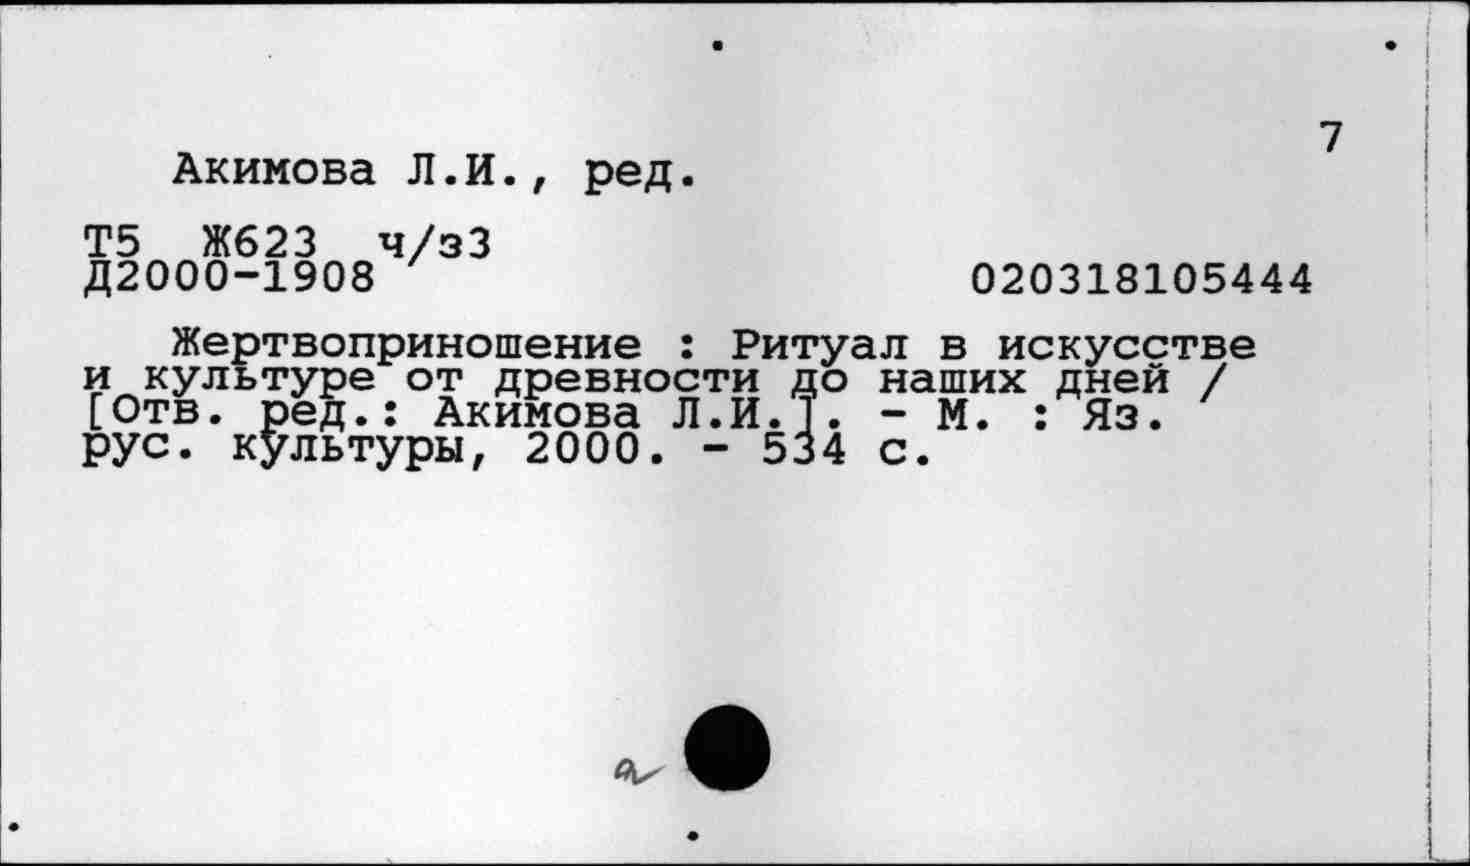 7
Акимова Л.И., ред.
Т5 Ж623 ч/з3
Д2000-1908 020318105444
Жертвоприношение : Ритуал в искусстве
и культуре от древности до наших дней /
[Отв. ред.: Акимова Л.И.]. - М. : Яз.
рус. культуры, 2000. - 534 с.